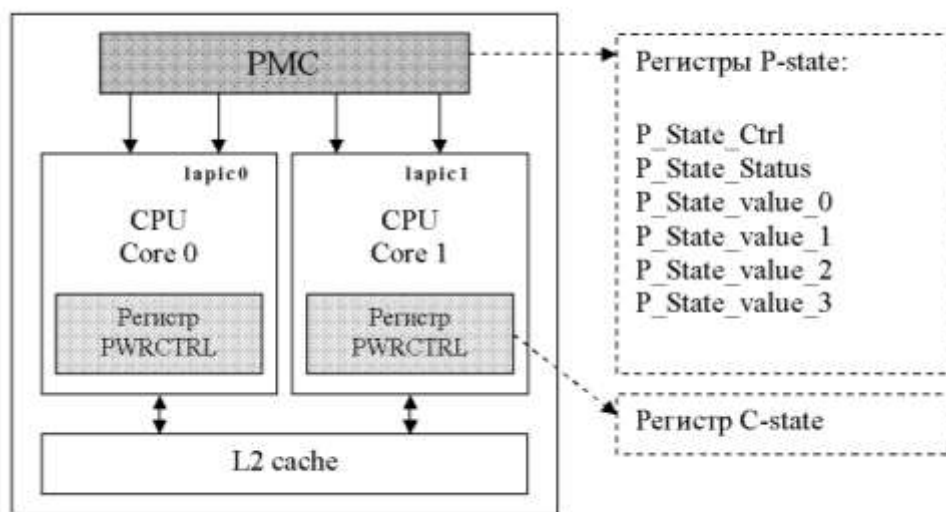 PMC
Регистры P-state:
P_State_Ctrl
P_State_Status
P_State_value_0
P_State_value_1
P_State_value_2
P_State_value_3
lapic0
CPU
Core 0
Регистр
PWRCTRL
lapic1
CPU
Core 1
Регистр
PWRCTRL
Регистр C-state
L2 cache